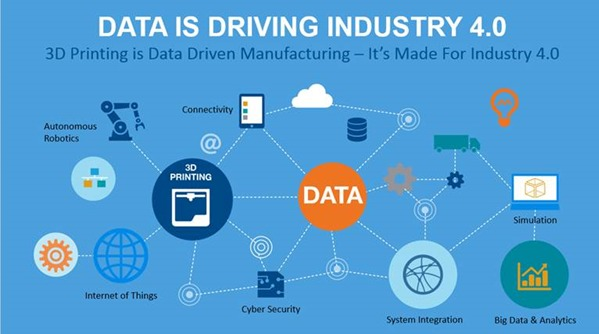 DATA IS DRIVING INDUSTRY 4.0
3D Printing is Data Driven Manufacturing – It's Made For Industry 4.0
Connectivity
Autonomous
Robotics
@
3D
PRINTING
DATA
Simulation
Internet of Things
Cyber Security
System Integration
Big Data & Analytics